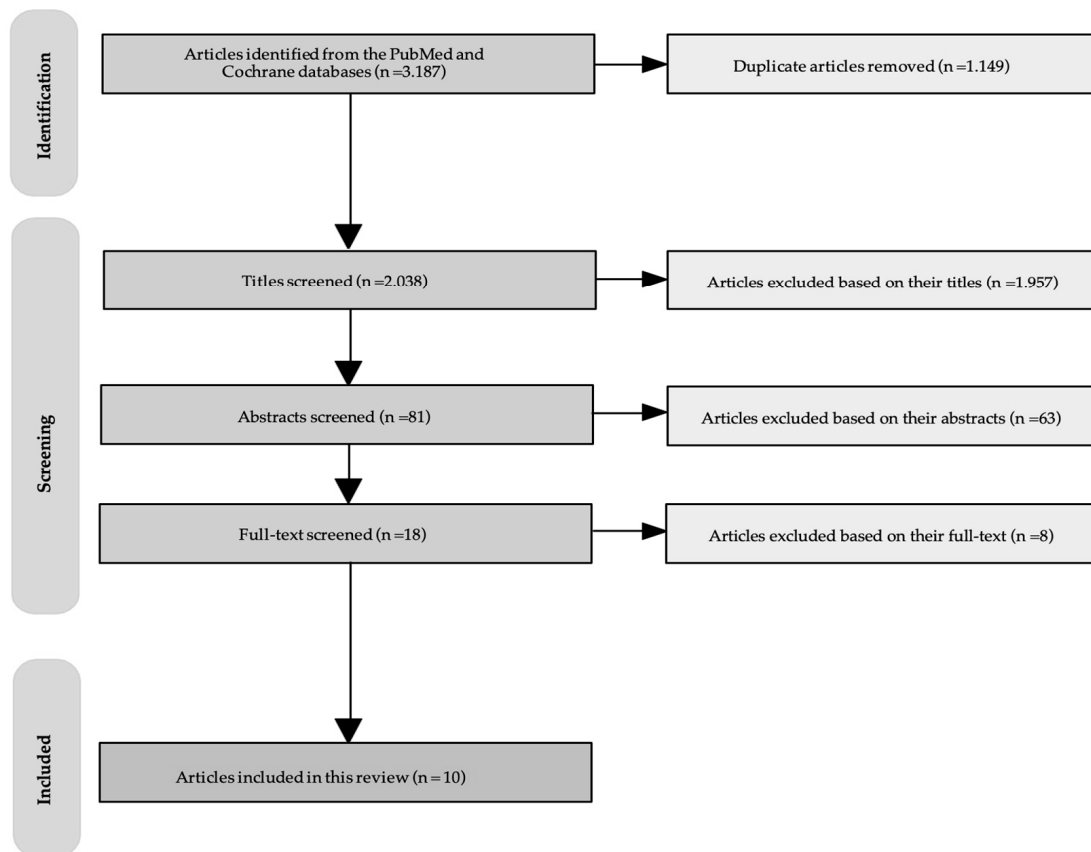 Identification
Articles identified from the PubMed and
Cochrane databases (n =3.187)
Duplicate articles removed (n =1.149)
Screening
Titles screened (n =2.038)
Articles excluded based on their titles (n =1.957)
Abstracts screened (n =81)
Articles excluded based on their abstracts (n =63)
Full-text screened (n =18)
Articles excluded based on their full-text (n =8)
Included
Articles included in this review (n = 10)